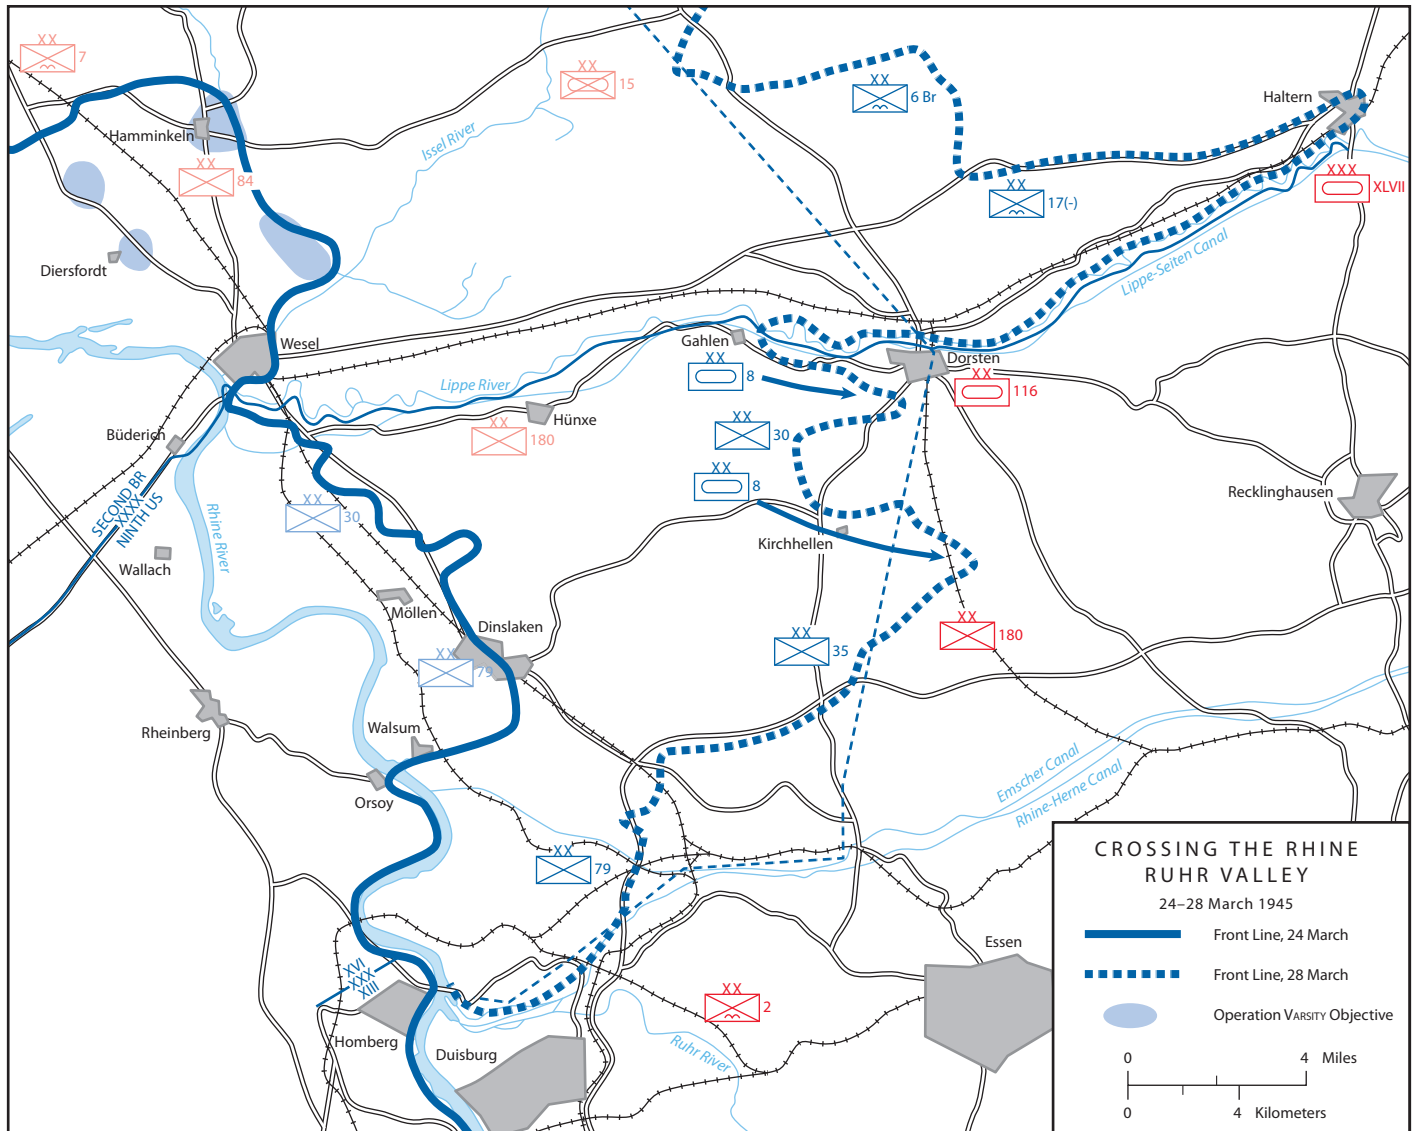 XX
7
XX
15
XX
6 Br
Haltern
Hamminkeln
Issel River
XX
84
XXX
XLVII
XX
17(-)
Diersfordt
Lippe-Seiten Canal
Wesel
Gahlen
Dorsten
XX
8
XX
116
Lippe River
Hünxe
XX
180
XX
30
Büderich
XX
8
Recklinghausen
SECOND BR
XXXX
NINTH US
XX
30
Rhine River
Kirchhellen
Wallach
Möllen
Dinslaken
XX
180
XX
35
XX
79
Rheinberg
Walsum
Orsoy
Emscher Canal
Rhine-Herne Canal
XX
79
XVI
XXX
XIII
Essen
XX
2
Homberg
Duisburg
Ruhr River
CROSSING THE RHINE
RUHR VALLEY
24–28 March 1945
Front Line, 24 March
Front Line, 28 March
Operation VARSITY Objective
0 4 Miles
0 4 Kilometers